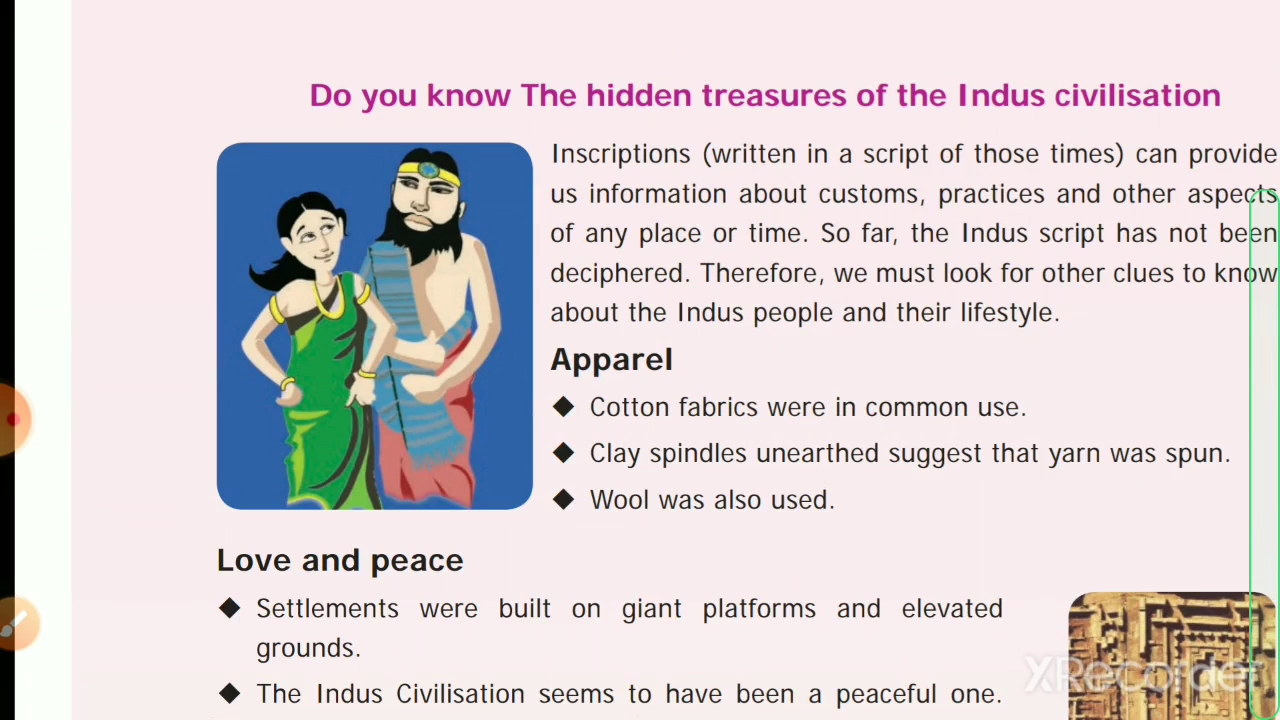 Do you know The hidden treasures of the Indus civilisation
Inscriptions (written in a script of those times) can provide
us information about customs, practices and other aspects
of any place or time. So far, the Indus script has not been
deciphered. Therefore, we must look for other clues to know
about the Indus people and their lifestyle.
Apparel
◆ Cotton fabrics were in common use.
◆ Clay spindles unearthed suggest that yarn was spun.
◆ Wool was also used.
Love and peace
◆ Settlements were built on giant platforms and elevated
grounds.
◆ The Indus Civilisation seems to have been a peaceful one.
XRecorder